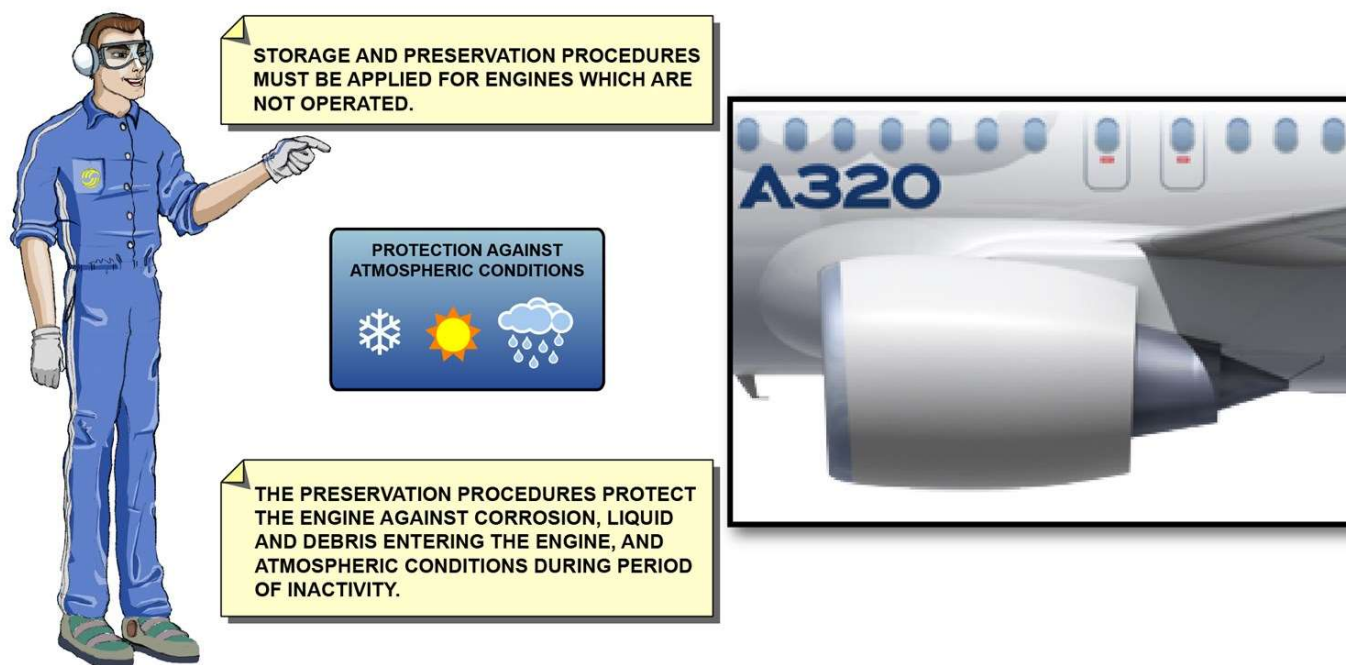 STORAGE AND PRESERVATION PROCEDURES
MUST BE APPLIED FOR ENGINES WHICH ARE
NOT OPERATED.
A320
PROTECTION AGAINST
ATMOSPHERIC CONDITIONS
THE PRESERVATION PROCEDURES PROTECT
THE ENGINE AGAINST CORROSION, LIQUID
AND DEBRIS ENTERING THE ENGINE, AND
ATMOSPHERIC CONDITIONS DURING PERIOD
OF INACTIVITY.